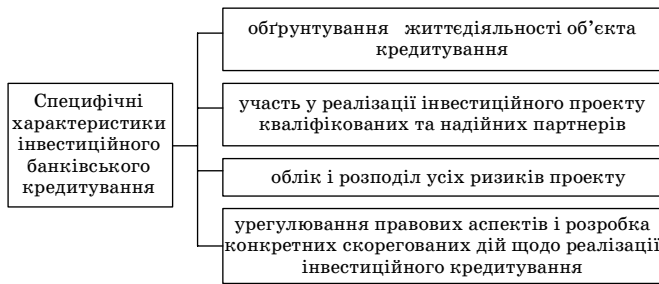 Специфічні
характеристики
інвестиційного
банківського
кредитування
обґрунтування життєдіяльності об’єкта
кредитування
участь у реалізації інвестиційного проекту
кваліфікованих та надійних партнерів
облік і розподіл усіх ризиків проекту
урегулювання правових аспектів і розробка
конкретних скорегованих дій щодо реалізації
інвестиційного кредитування